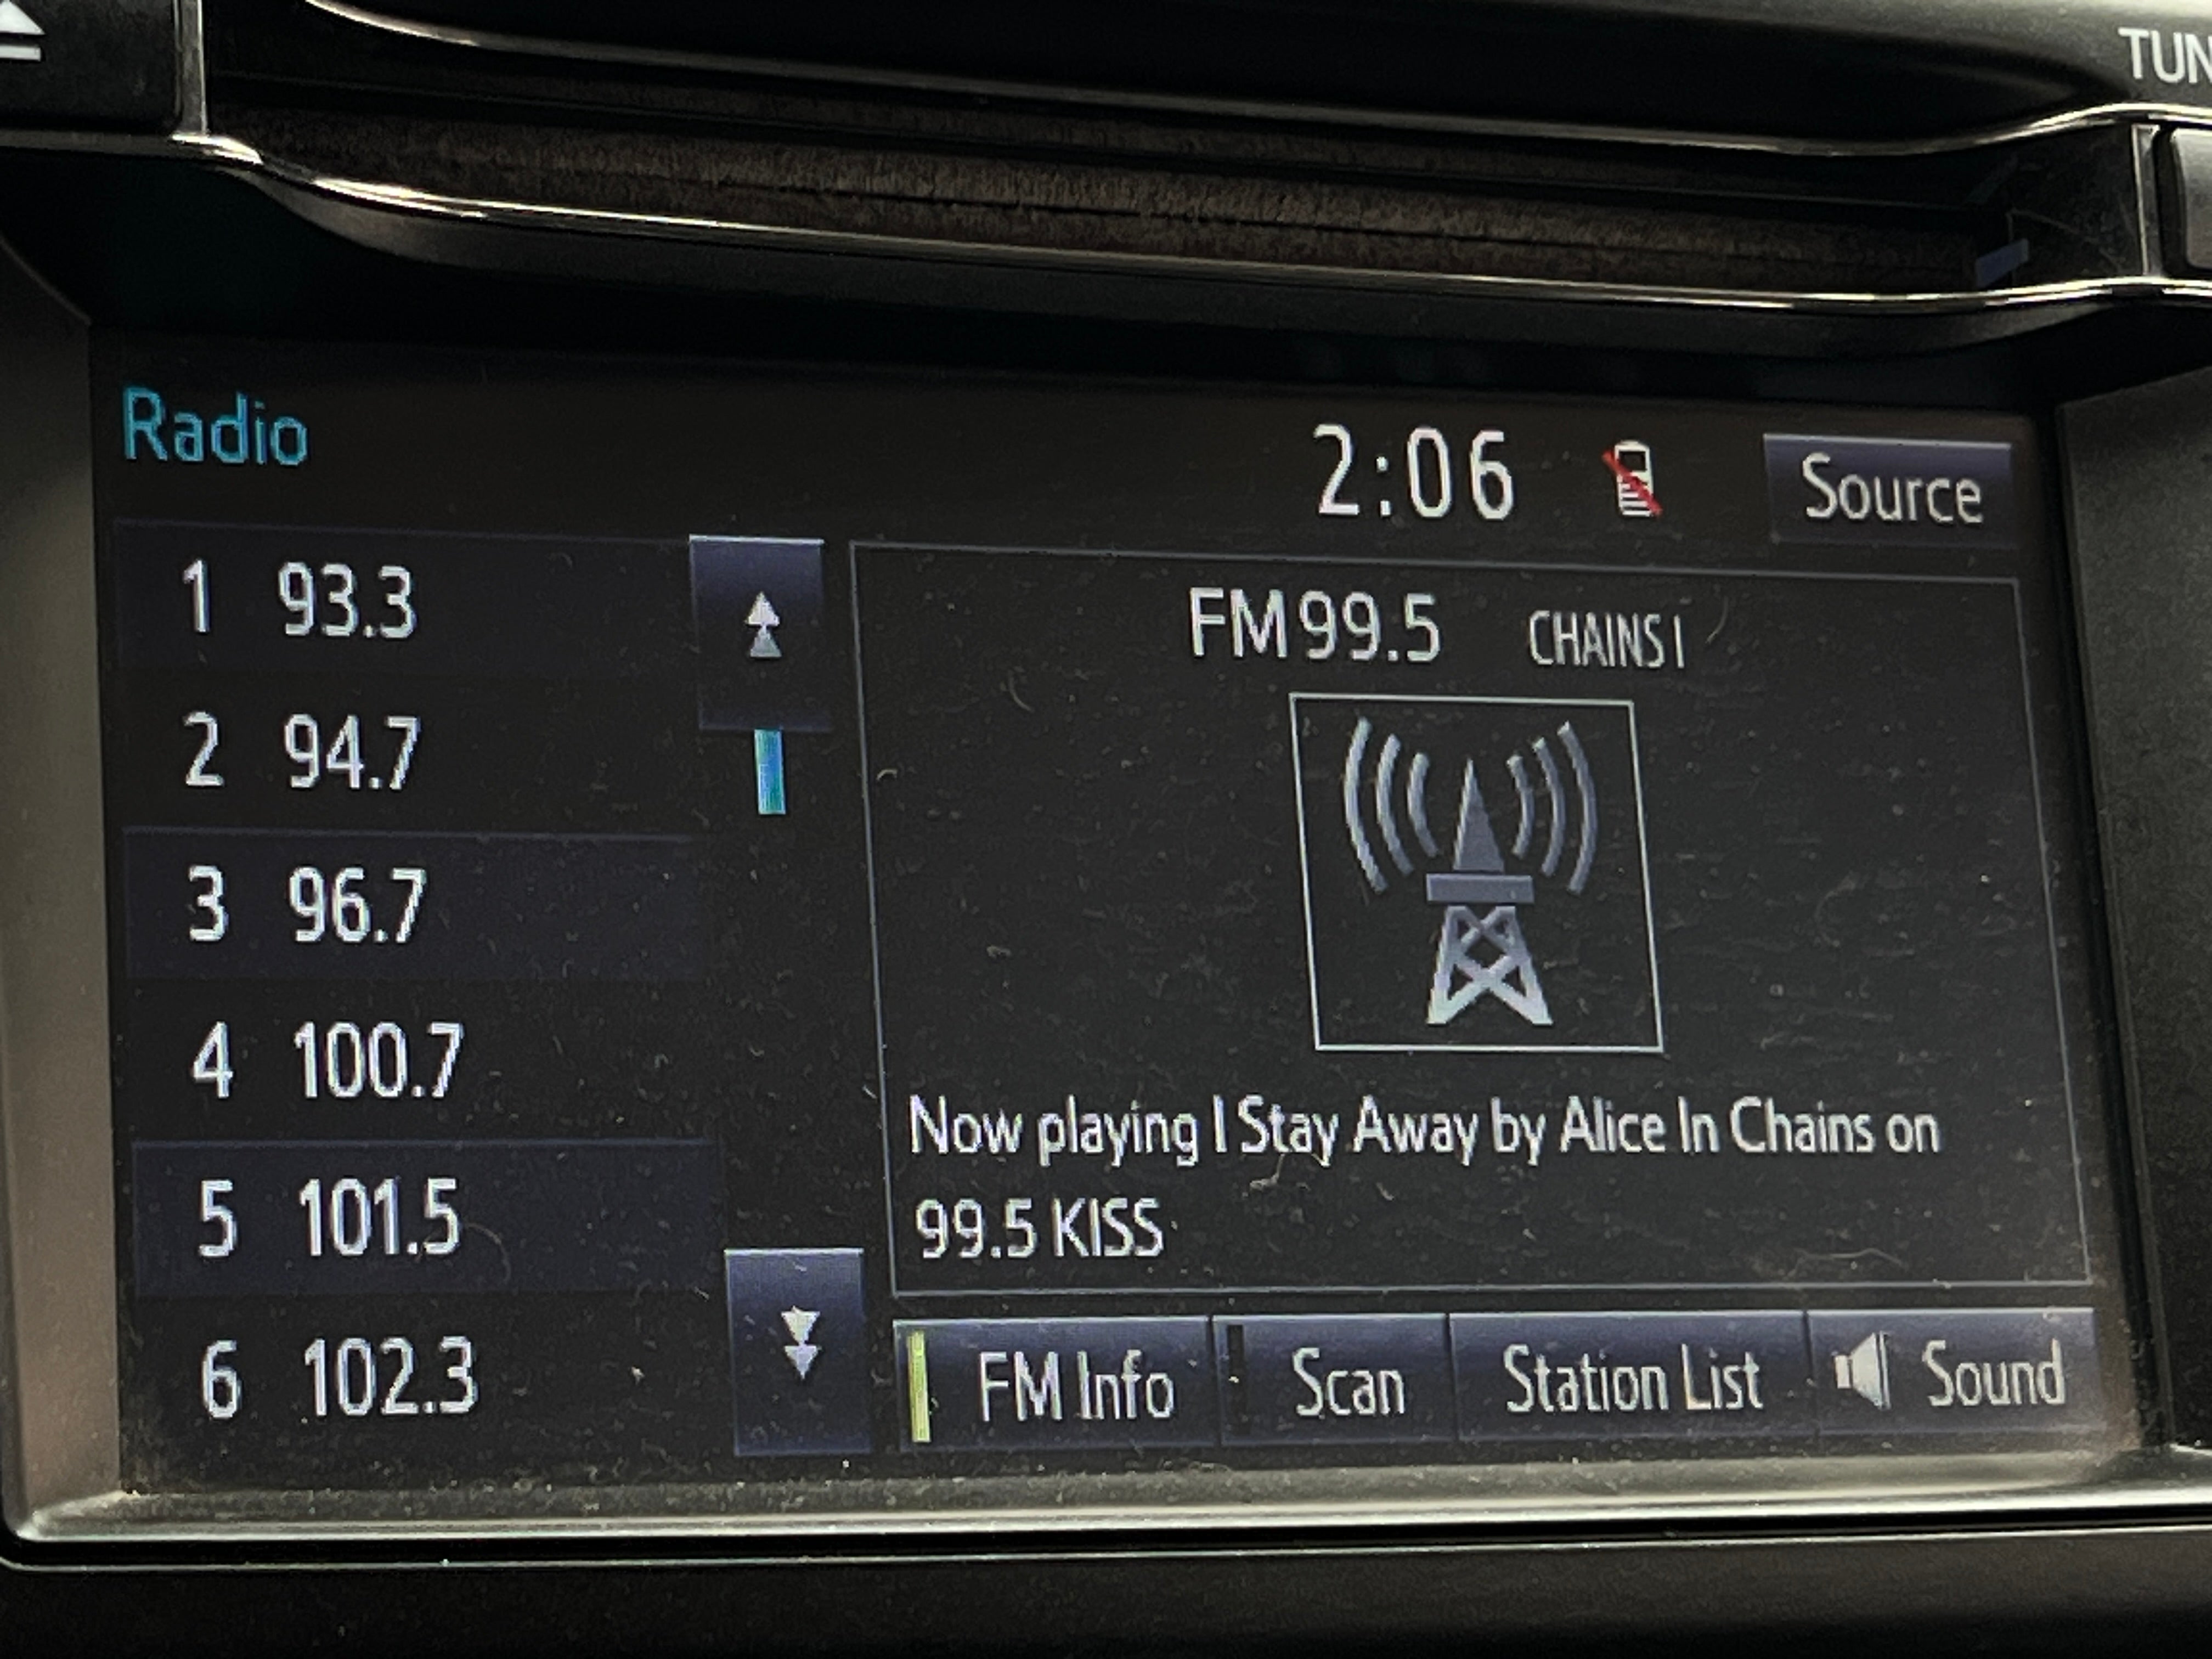 TUN
Radio
2:06
Source
1 93.3
2 94.7
3 96.7
4 100.7
5 101.5
6 102.3
FM 99.5 CHAINS I
Now playing I Stay Away by Alice In Chains on
99.5 KISS
FM Info
Scan
Station List
Sound